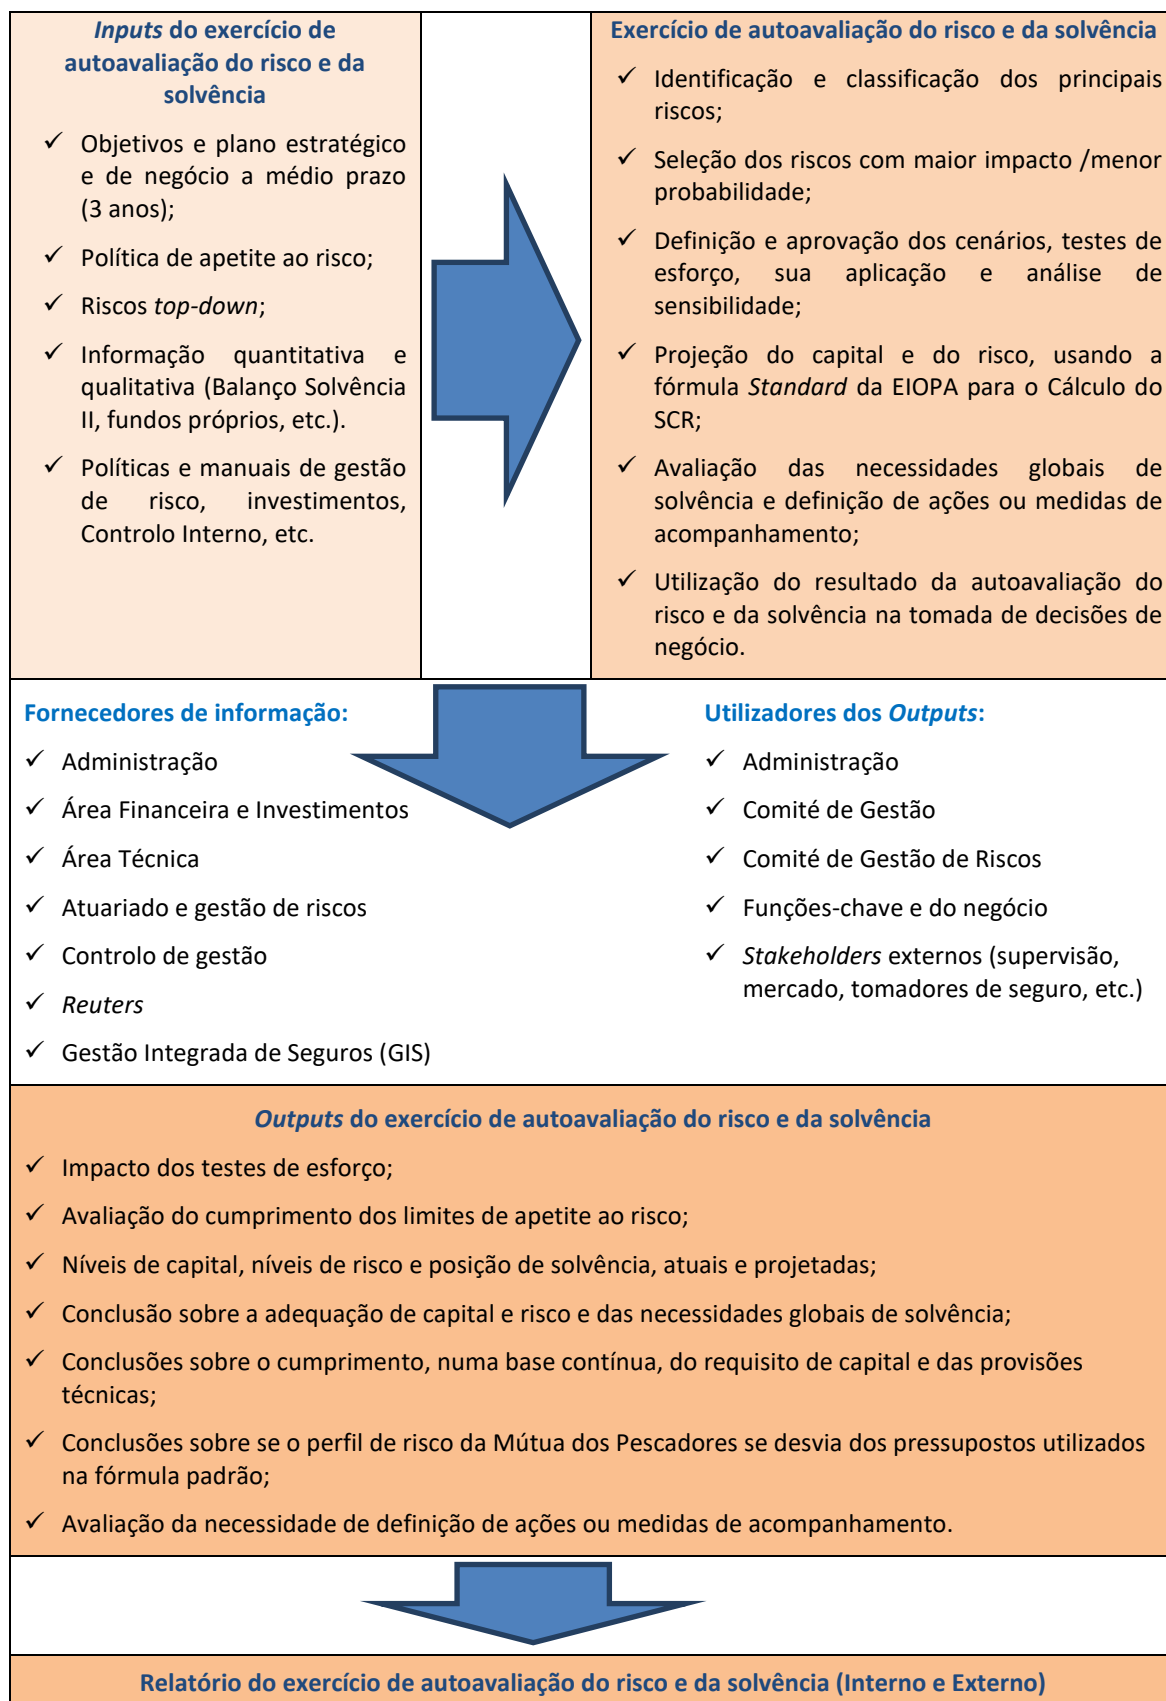 Inputs do exercício de
autoavaliação do risco e da
solvência
✓ Objetivos e plano estratégico
e de negócio a médio prazo
(3 anos);
✓ Política de apetite ao risco;
✓ Riscos top-down;
✓ Informação quantitativa e
qualitativa (Balanço Solvência
II, fundos próprios, etc.).
✓ Políticas e manuais de gestão
de risco, investimentos,
Controlo Interno, etc.
Exercício de autoavaliação do risco e da solvência
✓ Identificação e classificação dos principais
riscos;
✓ Seleção dos riscos com maior impacto /menor
probabilidade;
✓ Definição e aprovação dos cenários, testes de
esforço, sua aplicação e análise de
sensibilidade;
✓ Projeção do capital e do risco, usando a
fórmula Standard da EIOPA para o Cálculo do
SCR;
✓ Avaliação das necessidades globais de
solvência e definição de ações ou medidas de
acompanhamento;
✓ Utilização do resultado da autoavaliação do
risco e da solvência na tomada de decisões de
negócio.
Fornecedores de informação:
✓ Administração
✓ Área Financeira e Investimentos
✓ Área Técnica
✓ Atuariado e gestão de riscos
✓ Controlo de gestão
✓ Reuters
✓ Gestão Integrada de Seguros (GIS)
Utilizadores dos Outputs:
✓ Administração
✓ Comité de Gestão
✓ Comité de Gestão de Riscos
✓ Funções-chave e do negócio
✓ Stakeholders externos (supervisão,
mercado, tomadores de seguro, etc.)
Outputs do exercício de autoavaliação do risco e da solvência
✓ Impacto dos testes de esforço;
✓ Avaliação do cumprimento dos limites de apetite ao risco;
✓ Níveis de capital, níveis de risco e posição de solvência, atuais e projetadas;
✓ Conclusão sobre a adequação de capital e risco e das necessidades globais de solvência;
✓ Conclusões sobre o cumprimento, numa base contínua, do requisito de capital e das provisões
técnicas;
✓ Conclusões sobre se o perfil de risco da Mútua dos Pescadores se desvia dos pressupostos utilizados
na fórmula padrão;
✓ Avaliação da necessidade de definição de ações ou medidas de acompanhamento.
Relatório do exercício de autoavaliação do risco e da solvência (Interno e Externo)